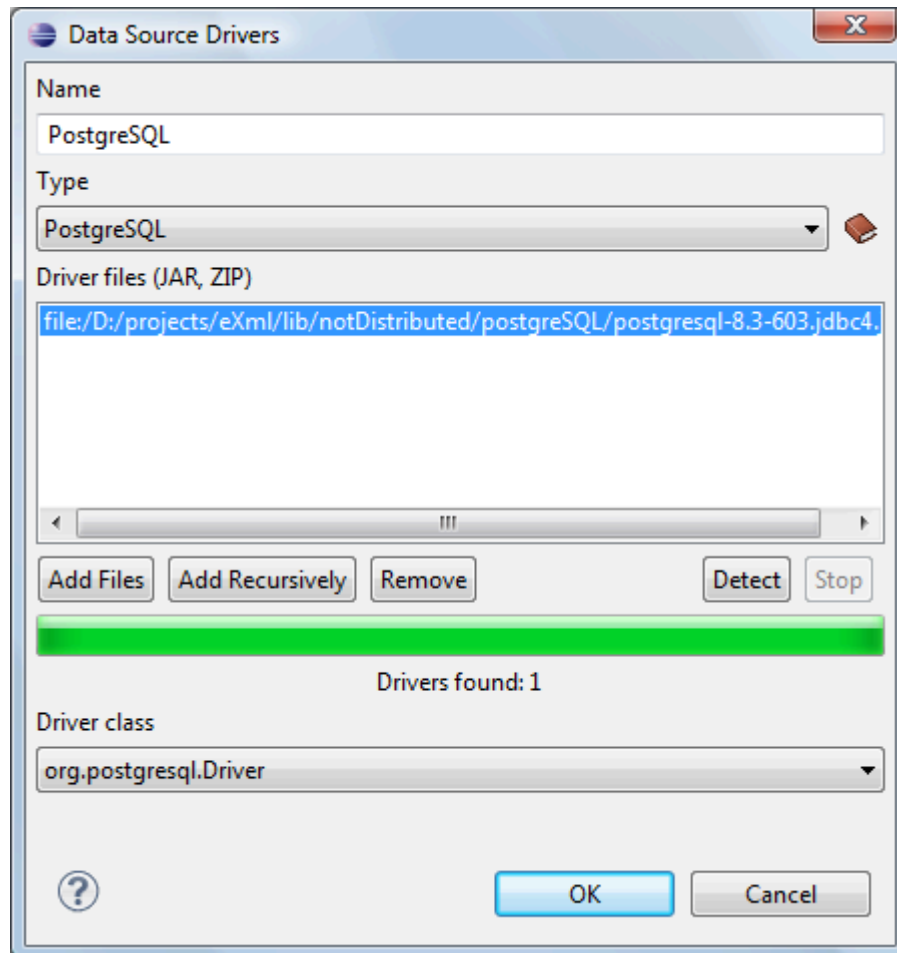 Data Source Drivers
Name
PostgreSQL
Type
PostgreSQL
Driver files (JAR, ZIP)
file:/D:/projects/eXml/lib/notDistributed/postgreSQL/postgresql-8.3-603.jdbc4.
Add Files Add Recursively Remove Detect Stop
Drivers found: 1
Driver class
org.postgresql.Driver
? OK Cancel